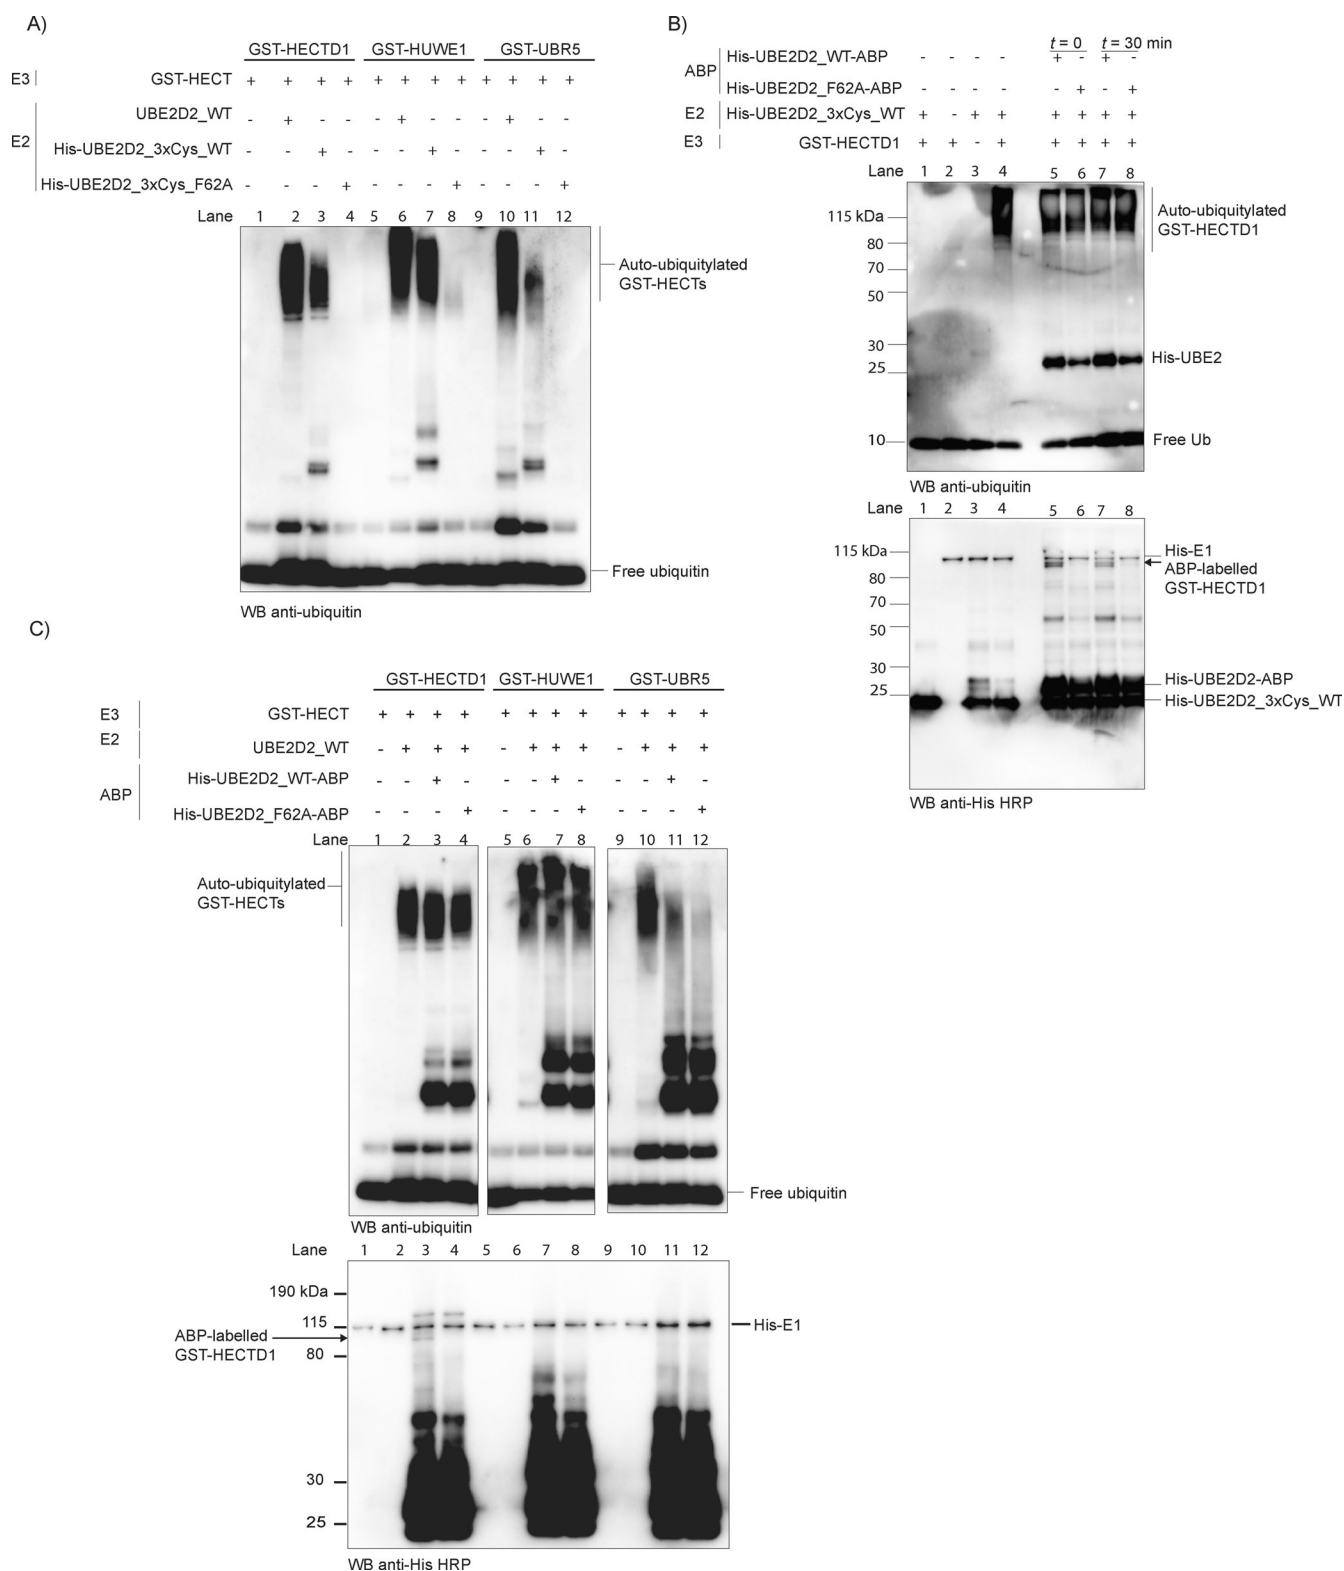 A)
GST-HECTD1 GST-HUWE1 GST-UBR5
E3 GST-HECT + + + + + + + + + + + +
E2 UBE2D2_WT - + - - - + - - - + - -
His-UBE2D2_3xCys_WT - - + - - - + - - - + -
His-UBE2D2_3xCys_F62A - - - + - - - + - - - +
Lane 1 2 3 4 5 6 7 8 9 10 11 12
Auto-ubiquitylated
GST-HECTs
Free ubiquitin
WB anti-ubiquitin
B)
t = 0 t = 30 min
ABP His-UBE2D2_WT-ABP - - - - + - + -
His-UBE2D2_F62A-ABP - - - - - + - +
E2 His-UBE2D2_3xCys_WT + - + + + + + +
E3 GST-HECTD1 + + - + + + + +
Lane 1 2 3 4 5 6 7 8
115 kDa
80
70
50
30
25
10
Auto-ubiquitylated
GST-HECTD1
His-UBE2
Free Ub
WB anti-ubiquitin
Lane 1 2 3 4 5 6 7 8
115 kDa
80
70
50
30
25
His-E1
ABP-labelled
GST-HECTD1
His-UBE2D2-ABP
His-UBE2D2_3xCys_WT
WB anti-His HRP
C)
GST-HECTD1 GST-HUWE1 GST-UBR5
E3 GST-HECT + + + + + + + + + + + +
E2 UBE2D2_WT - + + + - + + + - + + +
ABP His-UBE2D2_WT-ABP - - + - - - + - - - + -
His-UBE2D2_F62A-ABP - - - + - - - + - - - +
Lane 1 2 3 4 5 6 7 8 9 10 11 12
Auto-ubiquitylated
GST-HECTs
Free ubiquitin
WB anti-ubiquitin
Lane 1 2 3 4 5 6 7 8 9 10 11 12
190 kDa
115
80
30
25
ABP-labelled
GST-HECTD1
His-E1
WB anti-His HRP